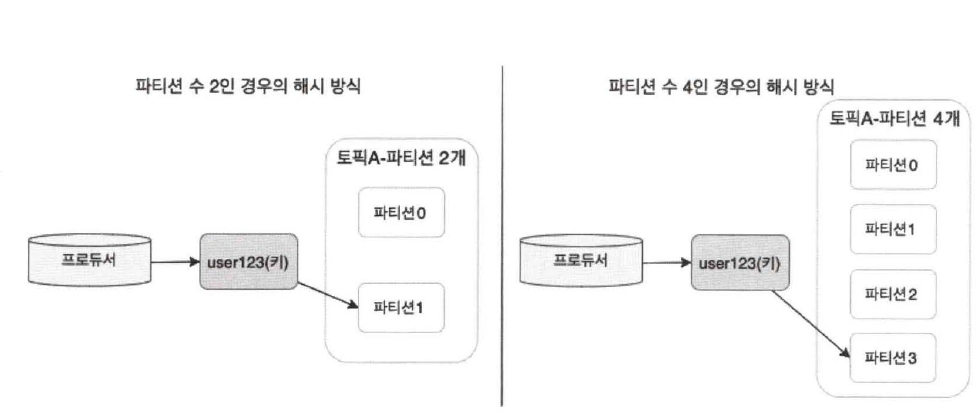 파티션 수 2인 경우의 해시 방식
토픽A-파티션 2개
파티션0
프로듀서
user123(키)
파티션1
파티션 수 4인 경우의 해시 방식
토픽A-파티션 4개
파티션0
파티션1
프로듀서
user123(키)
파티션2
파티션3